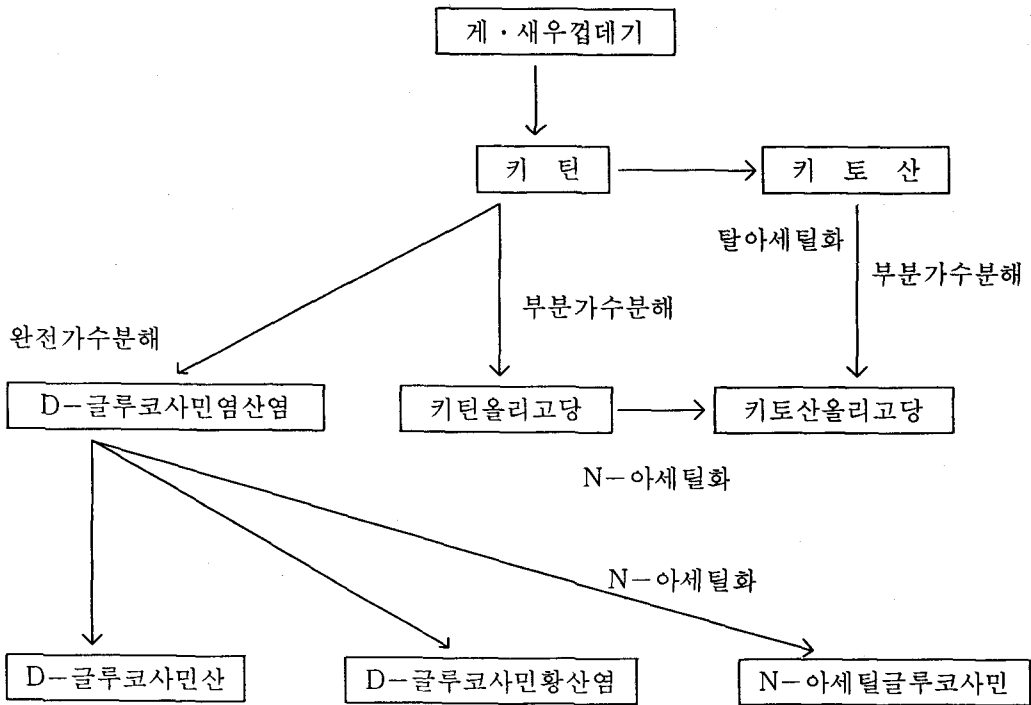 게 · 새우껍데기
키 틴
키 토 산
탈아세틸화
부분가수분해
부분가수분해
완전가수분해
D-글루코사민염산염
키틴올리고당
키토산올리고당
N-아세틸화
N-아세틸화
D-글루코사민산
D-글루코사민황산염
N-아세틸글루코사민